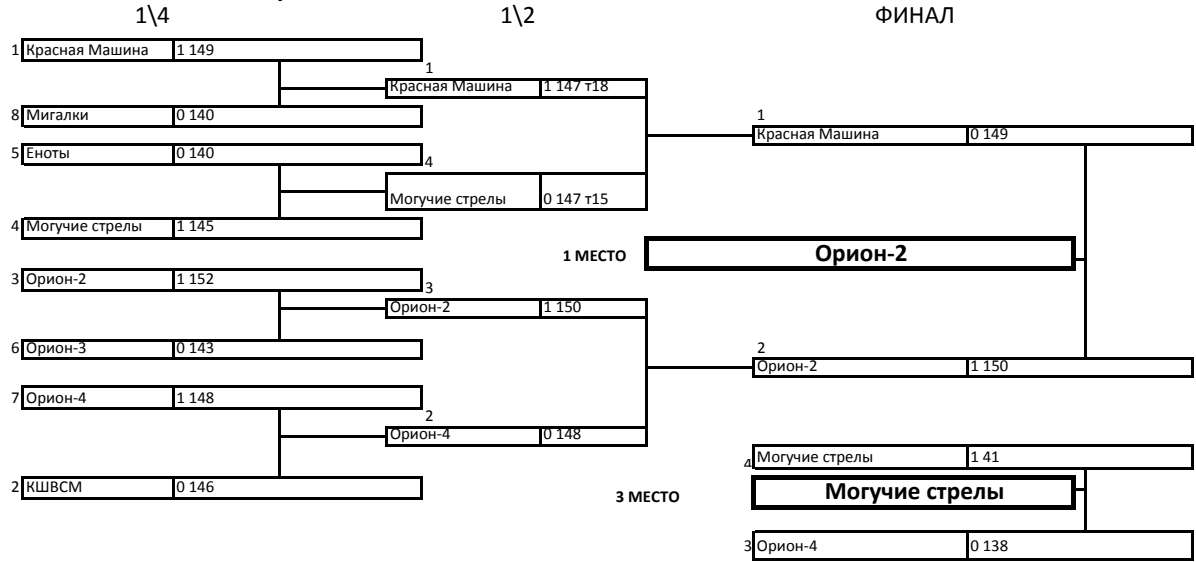 1\4 1\2 ФИНАЛ
1 Красная Машина 1 149
1
Красная Машина 1 147 т18
8 Мигалки 0 140
1
Красная Машина 0 149
5 Еноты 0 140
4
Могучие стрелы 0 147 т15
4 Могучие стрелы 1 145
1 МЕСТО Орион-2
3 Орион-2 1 152
3
Орион-2 1 150
6 Орион-3 0 143
2
Орион-2 1 150
7 Орион-4 1 148
2
Орион-4 0 148
4 Могучие стрелы 1 41
2 КШВСМ 0 146
3 МЕСТО Могучие стрелы
3 Орион-4 0 138